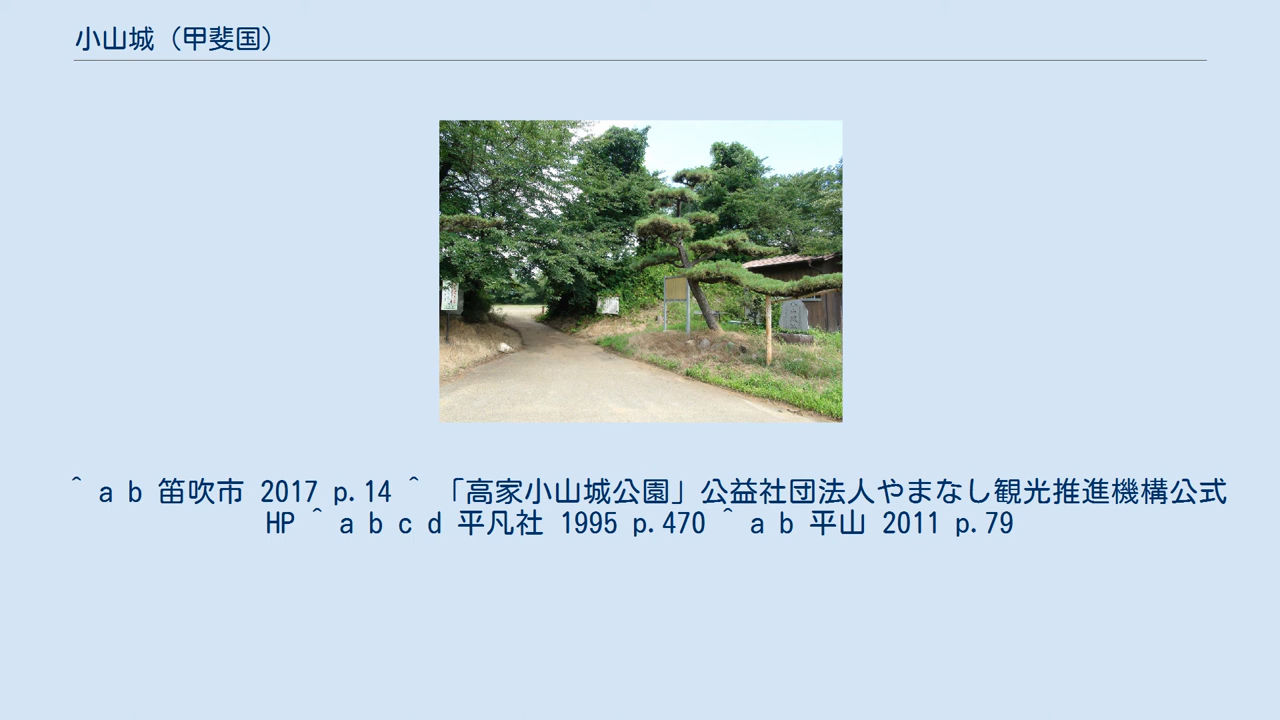 小山城（甲斐国）
^ a b 笛吹市 2017 p.14 ^ 「高家小山城公園」公益社団法人やまなし観光推進機構公式
HP ^ a b c d 平凡社 1995 p.470 ^ a b 平山 2011 p.79